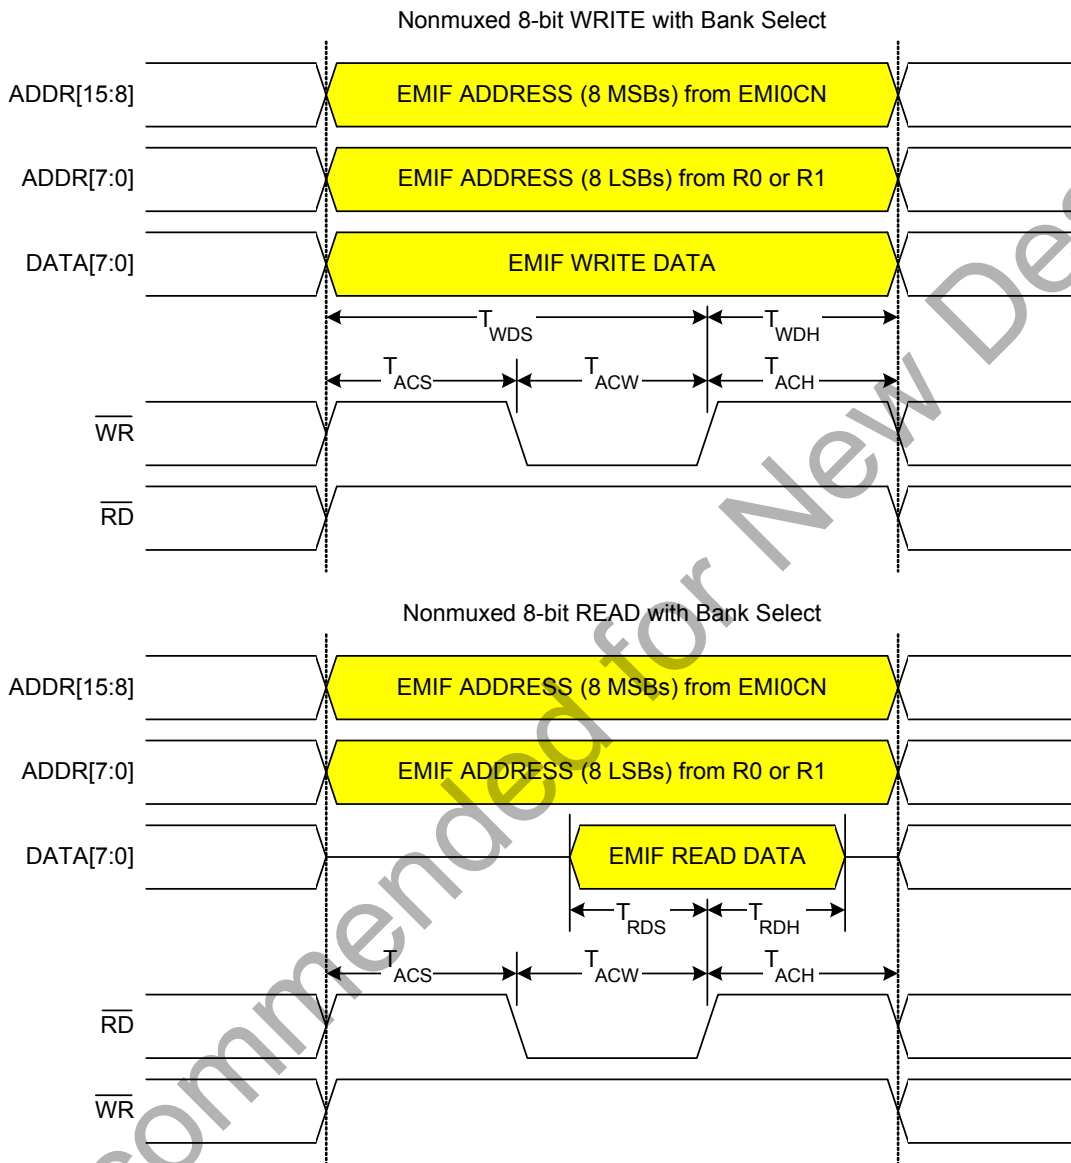 Nonmuxed 8-bit WRITE with Bank Select
ADDR[15:8] EMIF ADDRESS (8 MSBs) from EMI0CN
ADDR[7:0] EMIF ADDRESS (8 LSBs) from R0 or R1
DATA[7:0] EMIF WRITE DATA
TWDS TWDH
TACS TACW TACH
WR
RD
Nonmuxed 8-bit READ with Bank Select
ADDR[15:8] EMIF ADDRESS (8 MSBs) from EMI0CN
ADDR[7:0] EMIF ADDRESS (8 LSBs) from R0 or R1
DATA[7:0] EMIF READ DATA
TRDS TRDH
TACS TACW TACH
RD
WR
for New